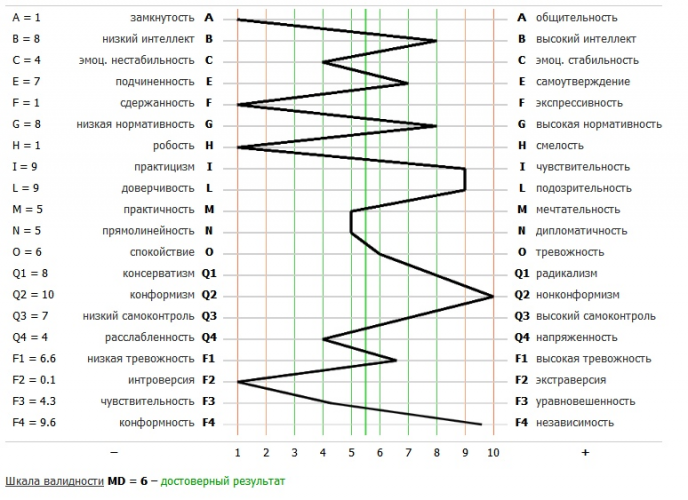 A = 1 замкнутость A A общительность
B = 8 низкий интеллект B B высокий интеллект
C = 4 эмоц. нестабильность C C эмоц. стабильность
E = 7 подчиненность E E самоутверждение
F = 1 сдержанность F F экспрессивность
G = 8 низкая нормативность G G высокая нормативность
H = 1 робость H H смелость
I = 9 практицизм I I чувствительность
L = 9 доверчивость L L подозрительность
M = 5 практичность M M мечтательность
N = 5 прямолинейность N N дипломатичность
O = 6 спокойствие O O тревожность
Q1 = 8 консерватизм Q1 Q1 радикализм
Q2 = 10 конформизм Q2 Q2 нонконформизм
Q3 = 7 низкий самоконтроль Q3 Q3 высокий самоконтроль
Q4 = 4 расслабленность Q4 Q4 напряженность
F1 = 6.6 низкая тревожность F1 F1 высокая тревожность
F2 = 0.1 интроверсия F2 F2 экстраверсия
F3 = 4.3 чувствительность F3 F3 уравновешенность
F4 = 9.6 конформность F4 F4 независимость
– 1 2 3 4 5 6 7 8 9 10 +
Шкала валидности MD = 6 – достоверный результат